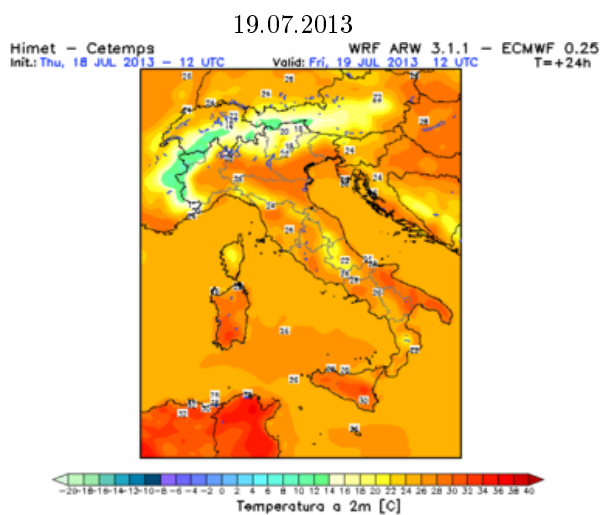 19.07.2013
Himet - Cetemps WRF ARW 3.1.1 - ECMWF 0.25
Init.: Thu, 18 JUL 2013 - 12 UTC Valid: Fri, 19 JUL 2013 12 UTC T=+24h
-20 -18 -16 -14 -12 -10 -8 -6 -4 -2 0 2 4 6 8 10 12 14 16 18 20 22 24 26 28 30 32 34 36 38 40
Temperatura a 2m [C]